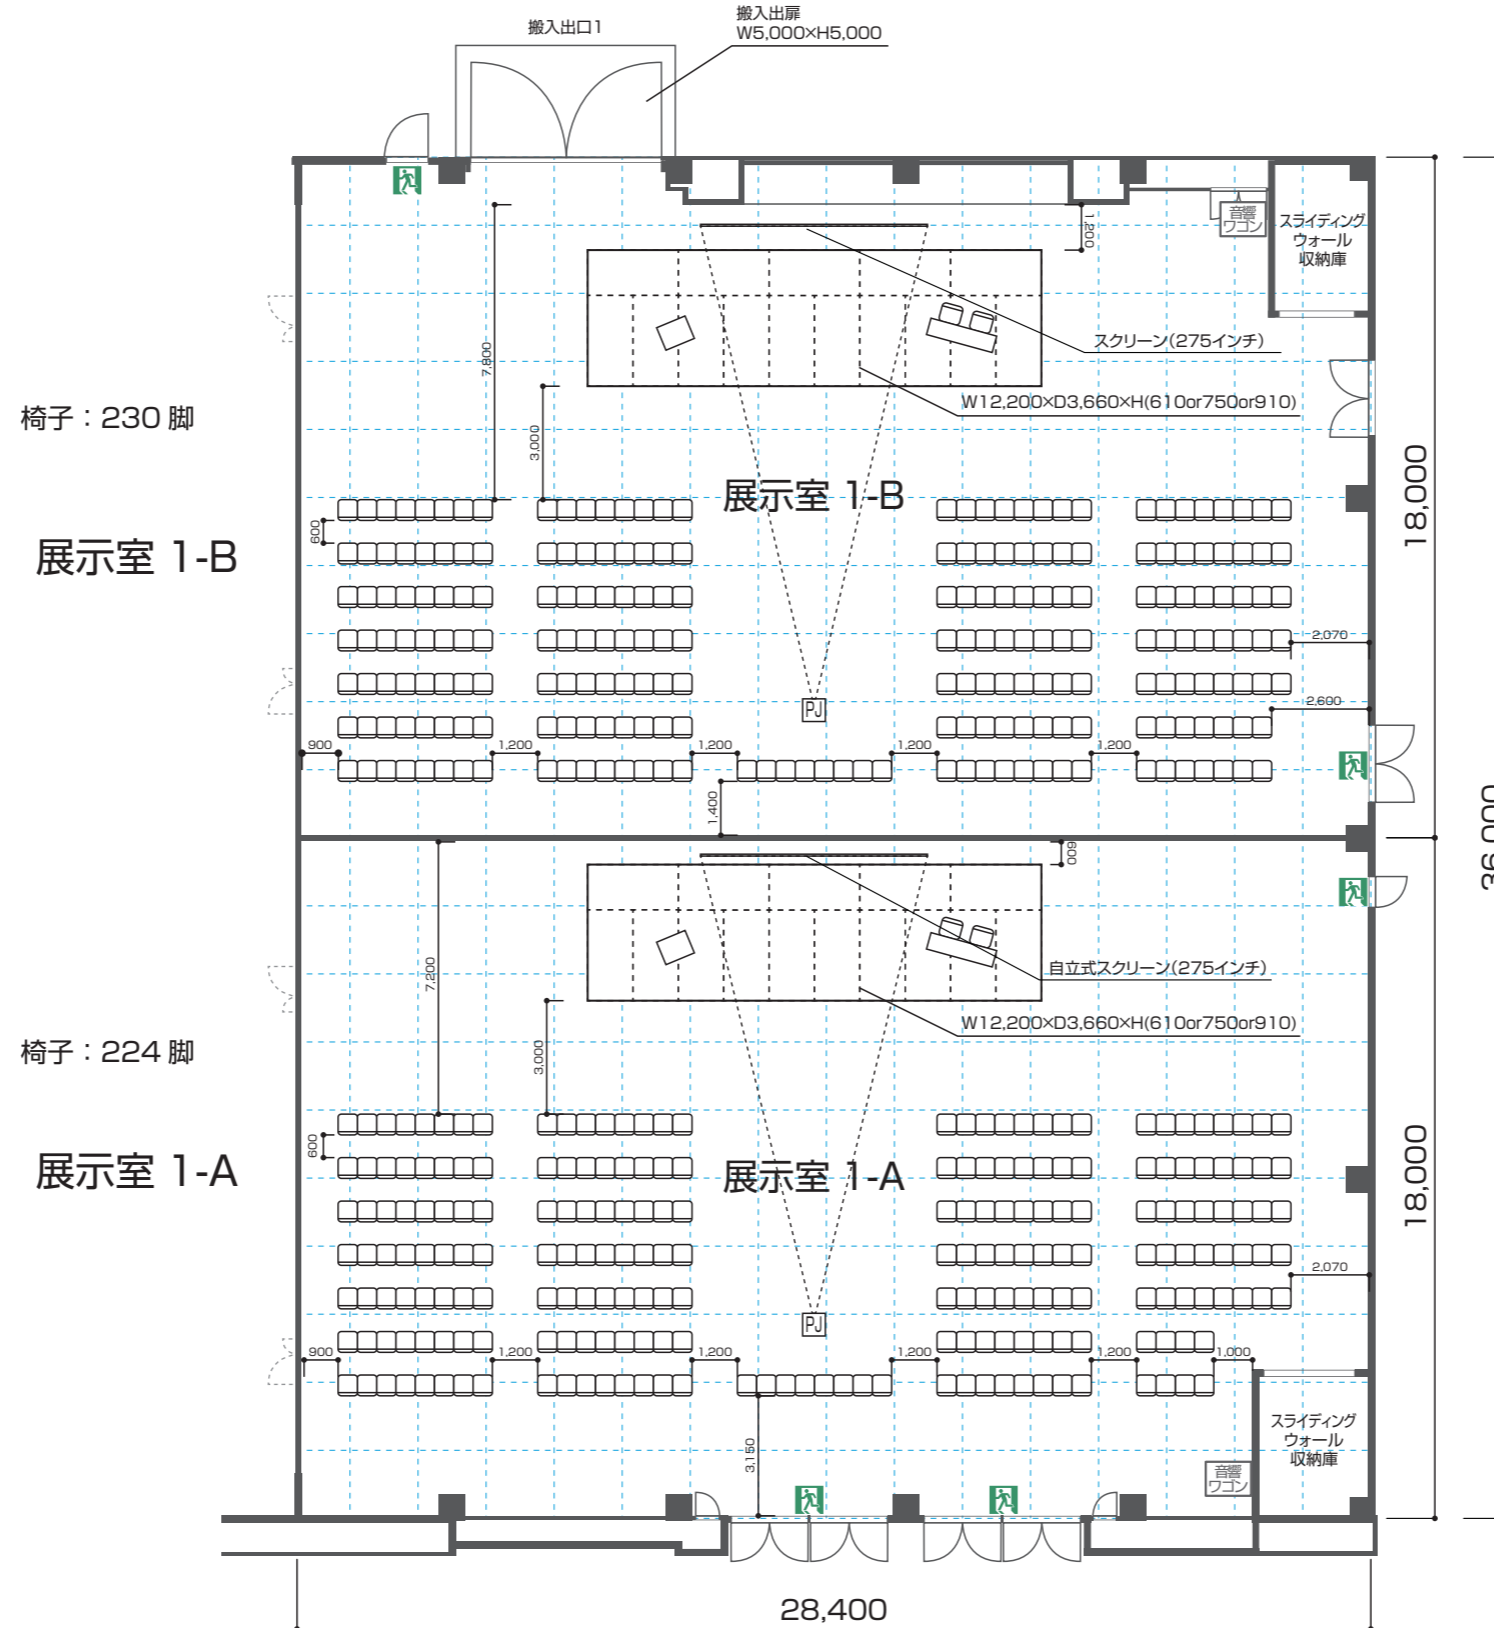 搬入出口1
搬入出扉
W5,000×H5,000
音響
ワゴン
スライディング
ウォール
収納庫
1,200
7,800
スクリーン(275インチ)
W12,200×D3,660×H(610or750or910)
3,000
椅子：230 脚
展示室 1-B
展示室 1-B
18,000
600
2,070
2,600
PJ
900
1,200
1,200
1,200
1,200
1,400
36,000
600
7,200
自立式スクリーン(275インチ)
W12,200×D3,660×H(610or750or910)
3,000
椅子：224 脚
展示室 1-A
展示室 1-A
18,000
600
2,070
PJ
900
1,200
1,200
1,200
1,200
1,000
3,150
スライディング
ウォール
収納庫
音響
ワゴン
28,400